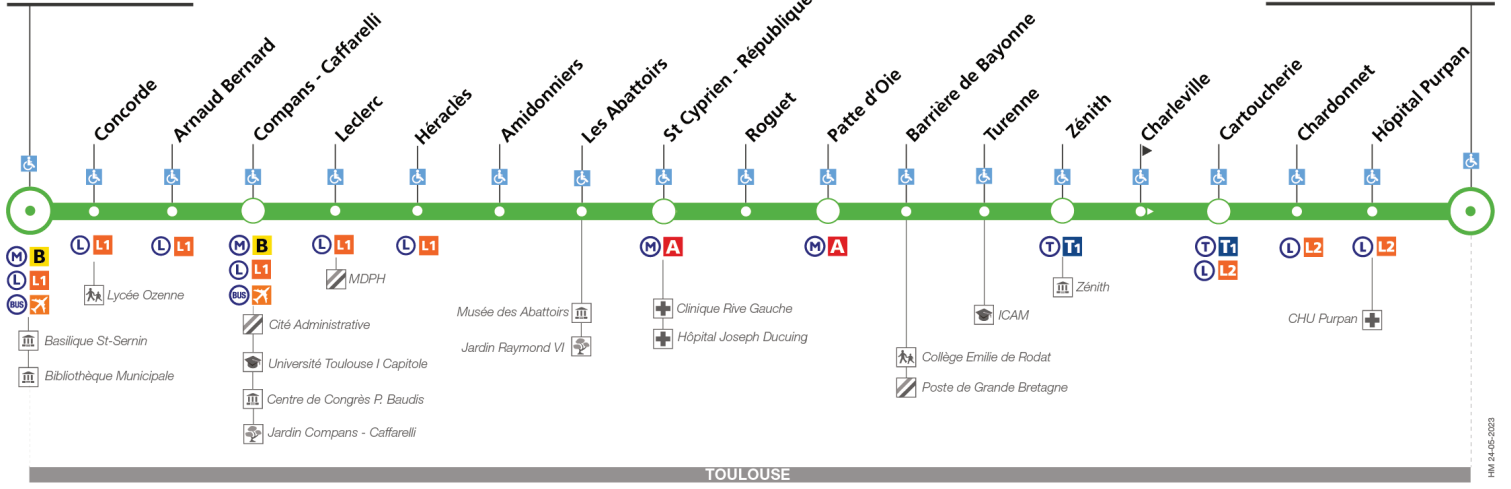 Concorde
Arnaud Bernard
Compans - Caffarelli
Leclerc
Héraclès
Amidonniers
Les Abattoirs
St Cyprien - République
Roguet
Patte d'Oie
Barrière de Bayonne
Turenne
Zénith
Charleville
Cartoucherie
Chardonnet
Hôpital Purpan
M B
L L1
BUS
Basilique St-Sernin
Bibliothèque Municipale
L L1
Lycée Ozenne
L L1
M B
L L1
BUS
Cité Administrative
Université Toulouse I Capitole
Centre de Congrès P. Baudis
Jardin Compans - Caffarelli
L L1
MDPH
L L1
Musée des Abattoirs
Jardin Raymond VI
M A
Clinique Rive Gauche
Hôpital Joseph Ducuing
M A
Collège Emilie de Rodat
Poste de Grande Bretagne
ICAM
T T1
Zénith
T T1
L L2
L L2
L L2
CHU Purpan
TOULOUSE
HM 24-05-2023